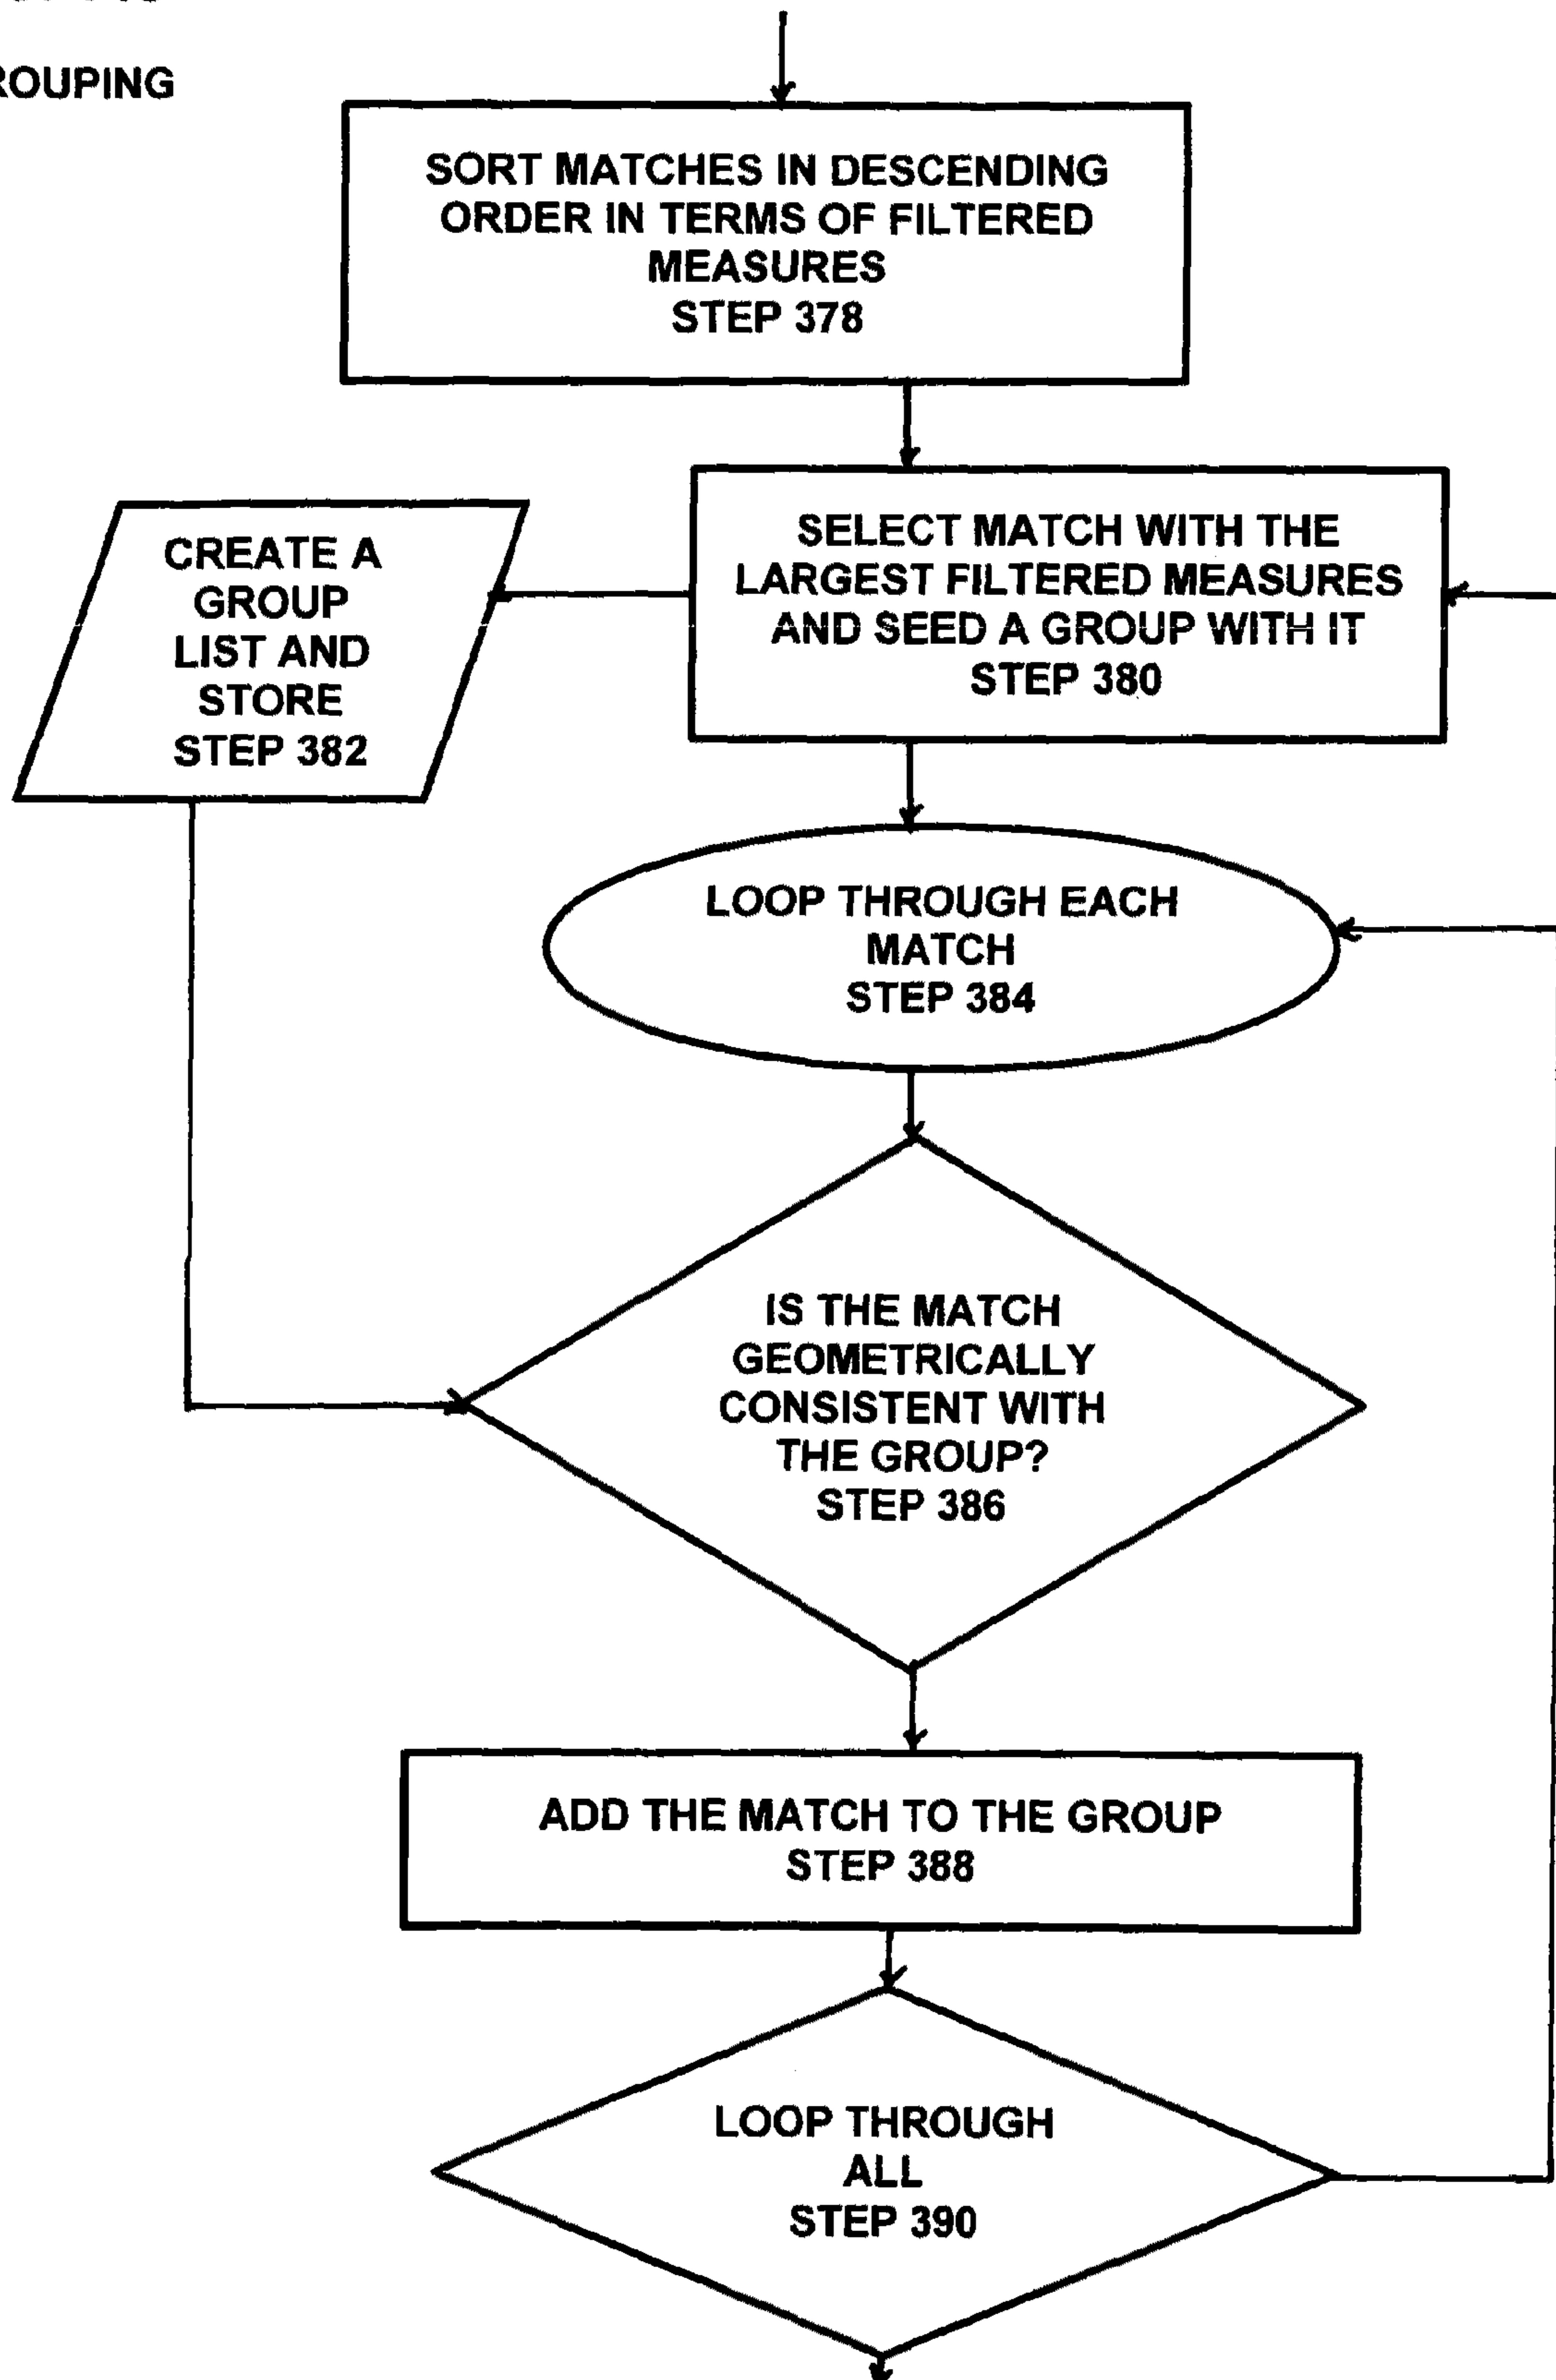 ROUPING
SORT MATCHES IN DESCENDING
ORDER IN TERMS OF FILTERED
MEASURES
STEP 378
SELECT MATCH WITH THE
LARGEST FILTERED MEASURES
AND SEED A GROUP WITH IT
STEP 380
CREATE A
GROUP
LIST AND
STORE
STEP 382
LOOP THROUGH EACH
MATCH
STEP 384
IS THE MATCH
GEOMETRICALLY
CONSISTENT WITH
THE GROUP?
STEP 386
ADD THE MATCH TO THE GROUP
STEP 388
LOOP THROUGH
ALL
STEP 390